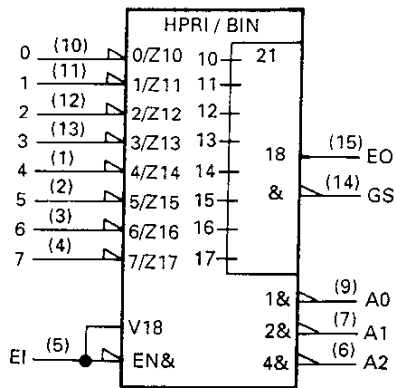 HPRI / BIN
0 (10) 0/Z10 10 21
1 (11) 1/Z11 11
2 (12) 2/Z12 12
3 (13) 3/Z13 13
4 (1) 4/Z14 14 18 (15) EO
5 (2) 5/Z15 15 & (14) GS
6 (3) 6/Z16 16
7 (4) 7/Z17 17
1& (9) A0
V18 2& (7) A1
EI (5) EN& 4& (6) A2